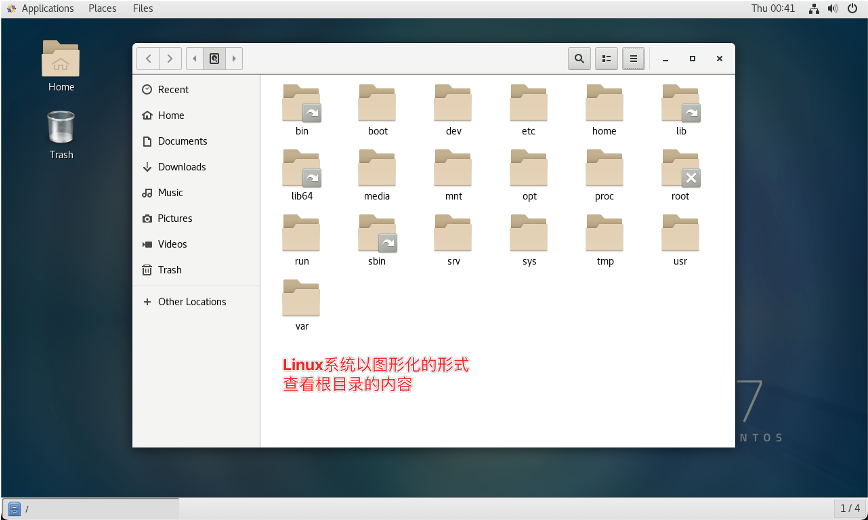 Applications Places Files Thu 00:41
Home
Trash
Recent
Home
Documents
Downloads
Music
Pictures
Videos
Trash
Other Locations
bin boot dev etc home lib
lib64 media mnt opt proc root
run sbin srv sys tmp usr
var
Linux系统以图形化的形式
查看根目录的内容
7
NTOS
/
1 / 4